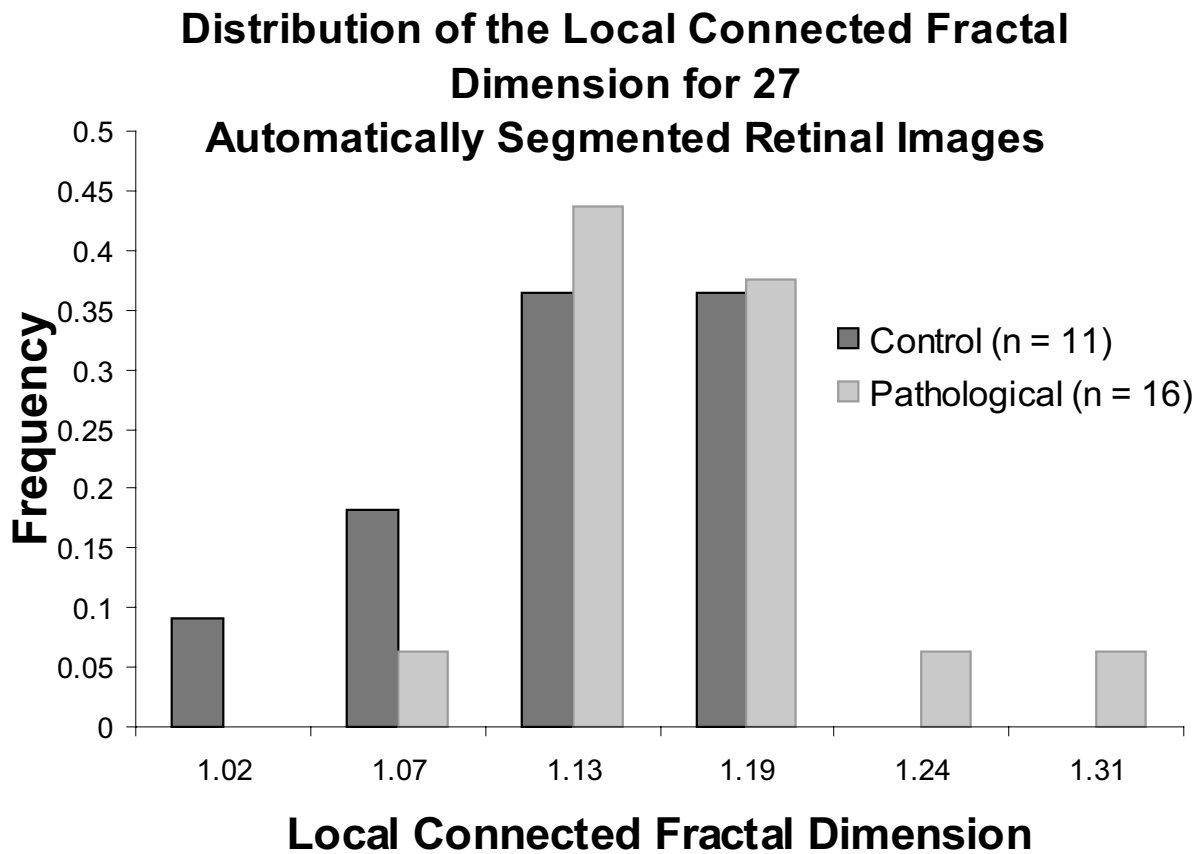 Distribution of the Local Connected Fractal
Dimension for 27
Automatically Segmented Retinal Images
0.5
0.45
0.4
0.35
0.3
0.25
0.2
0.15
0.1
0.05
0
Frequency
Control (n = 11)
Pathological (n = 16)
1.02 1.07 1.13 1.19 1.24 1.31
Local Connected Fractal Dimension